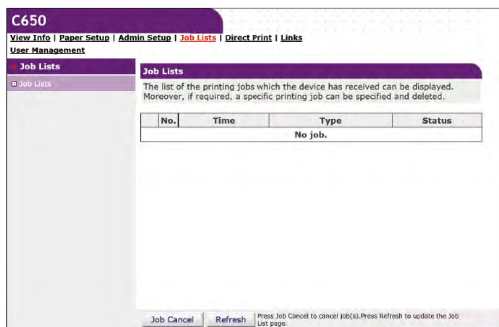 C650
View Info | Paper Setup | Admin Setup | Job Lists | Direct Print | Links
User Management
Job Lists
Job Lists
Job Lists
The list of the printing jobs which the device has received can be displayed.
Moreover, if required, a specific printing job can be specified and deleted.
No. Time Type Status
No job.
Job Cancel Refresh Press Job Cancel to cancel job(s).Press Refresh to update the Job
List page.